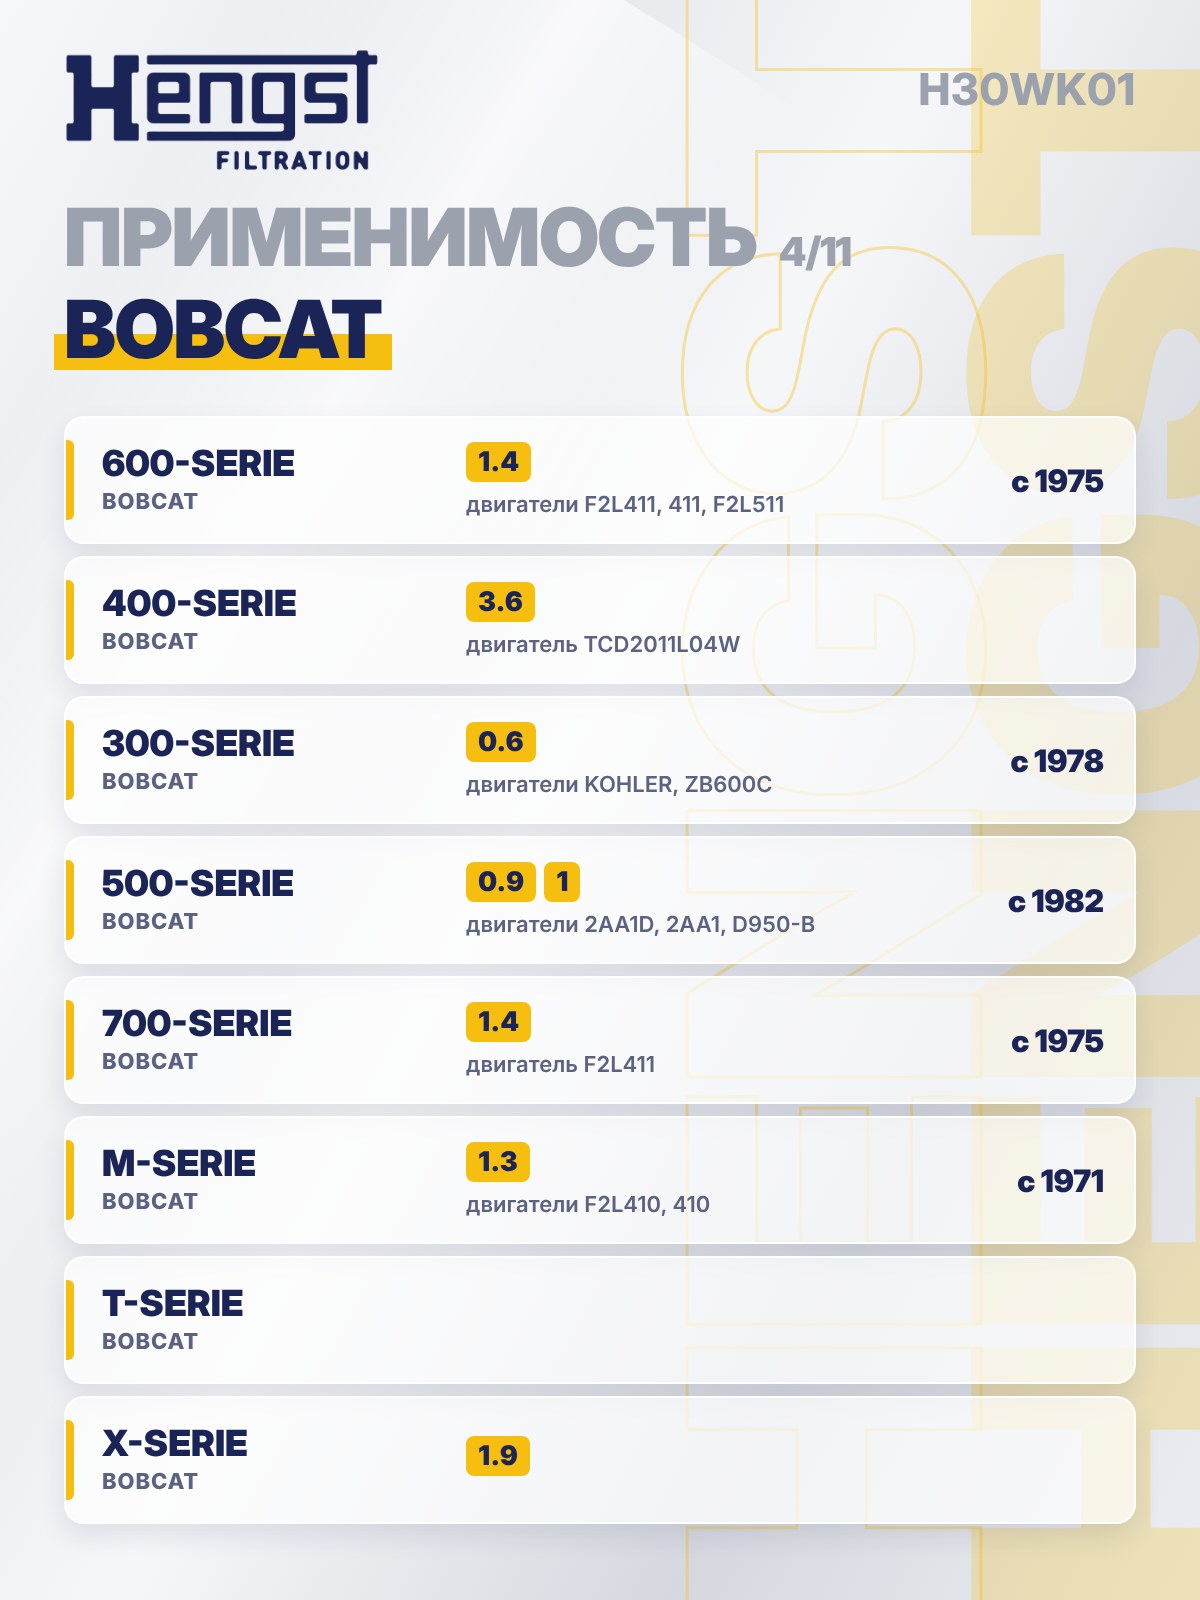 Hengst
FILTRATION
H30WK01
ПРИМЕНИМОСТЬ 4/11
BOBCAT
600-SERIE
BOBCAT
1.4
двигатели F2L411, 411, F2L511
с 1975
400-SERIE
BOBCAT
3.6
двигатель TCD2011L04W
300-SERIE
BOBCAT
0.6
двигатели KOHLER, ZB600C
с 1978
500-SERIE
BOBCAT
0.9 1
двигатели 2AA1D, 2AA1, D950-B
с 1982
700-SERIE
BOBCAT
1.4
двигатель F2L411
с 1975
M-SERIE
BOBCAT
1.3
двигатели F2L410, 410
с 1971
T-SERIE
BOBCAT
X-SERIE
BOBCAT
1.9
HENGST
HENGST